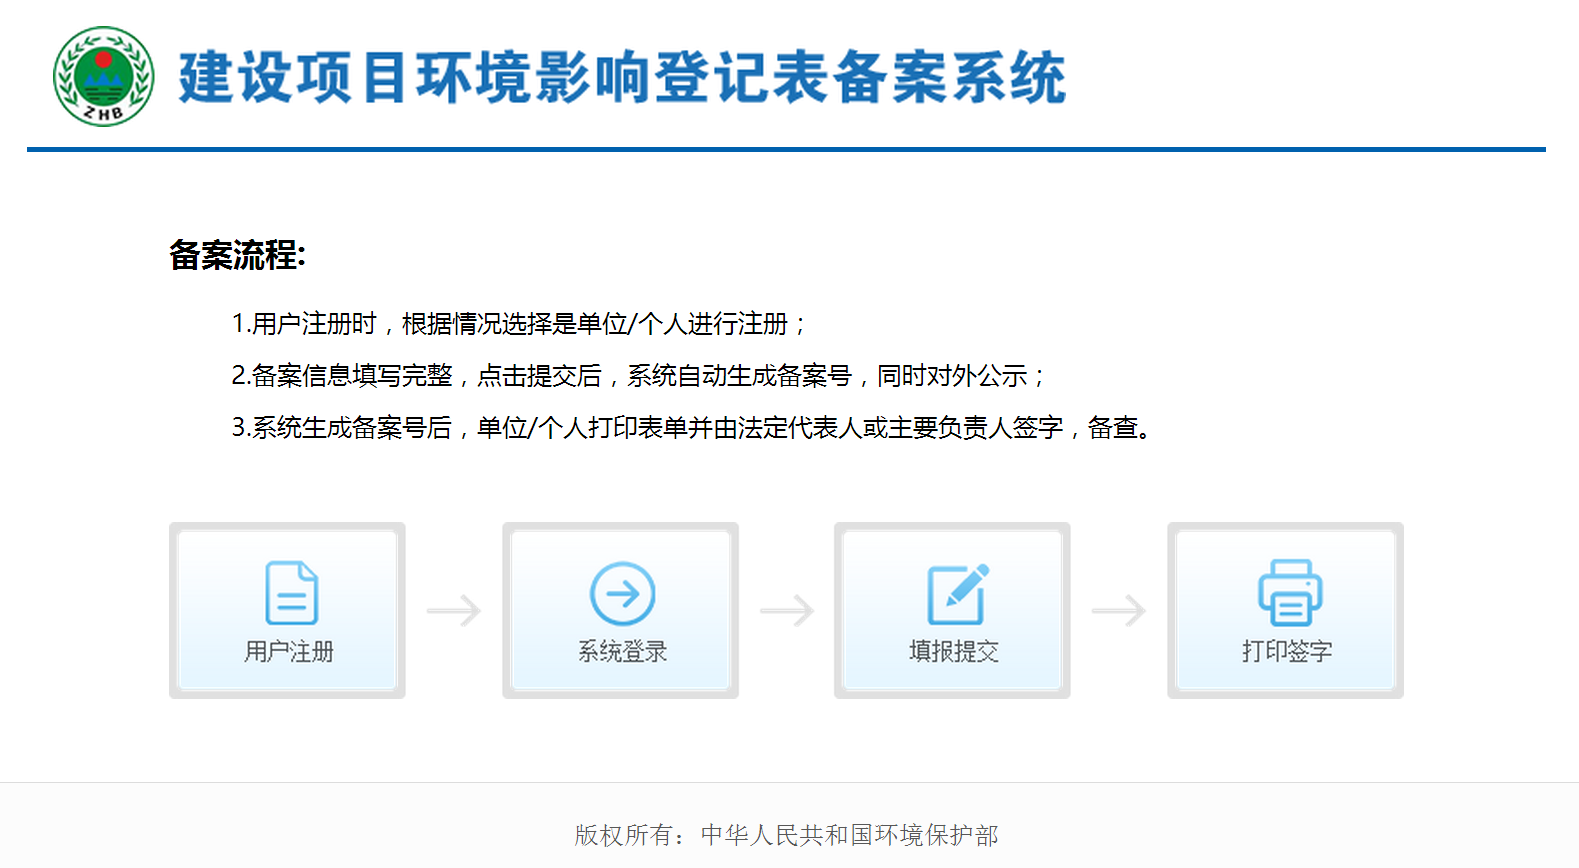 ZHB
建设项目环境影响登记表备案系统
备案流程:
1.用户注册时，根据情况选择是单位/个人进行注册；
2.备案信息填写完整，点击提交后，系统自动生成备案号，同时对外公示；
3.系统生成备案号后，单位/个人打印表单并由法定代表人或主要负责人签字，备查。
用户注册
系统登录
填报提交
打印签字
版权所有：中华人民共和国环境保护部